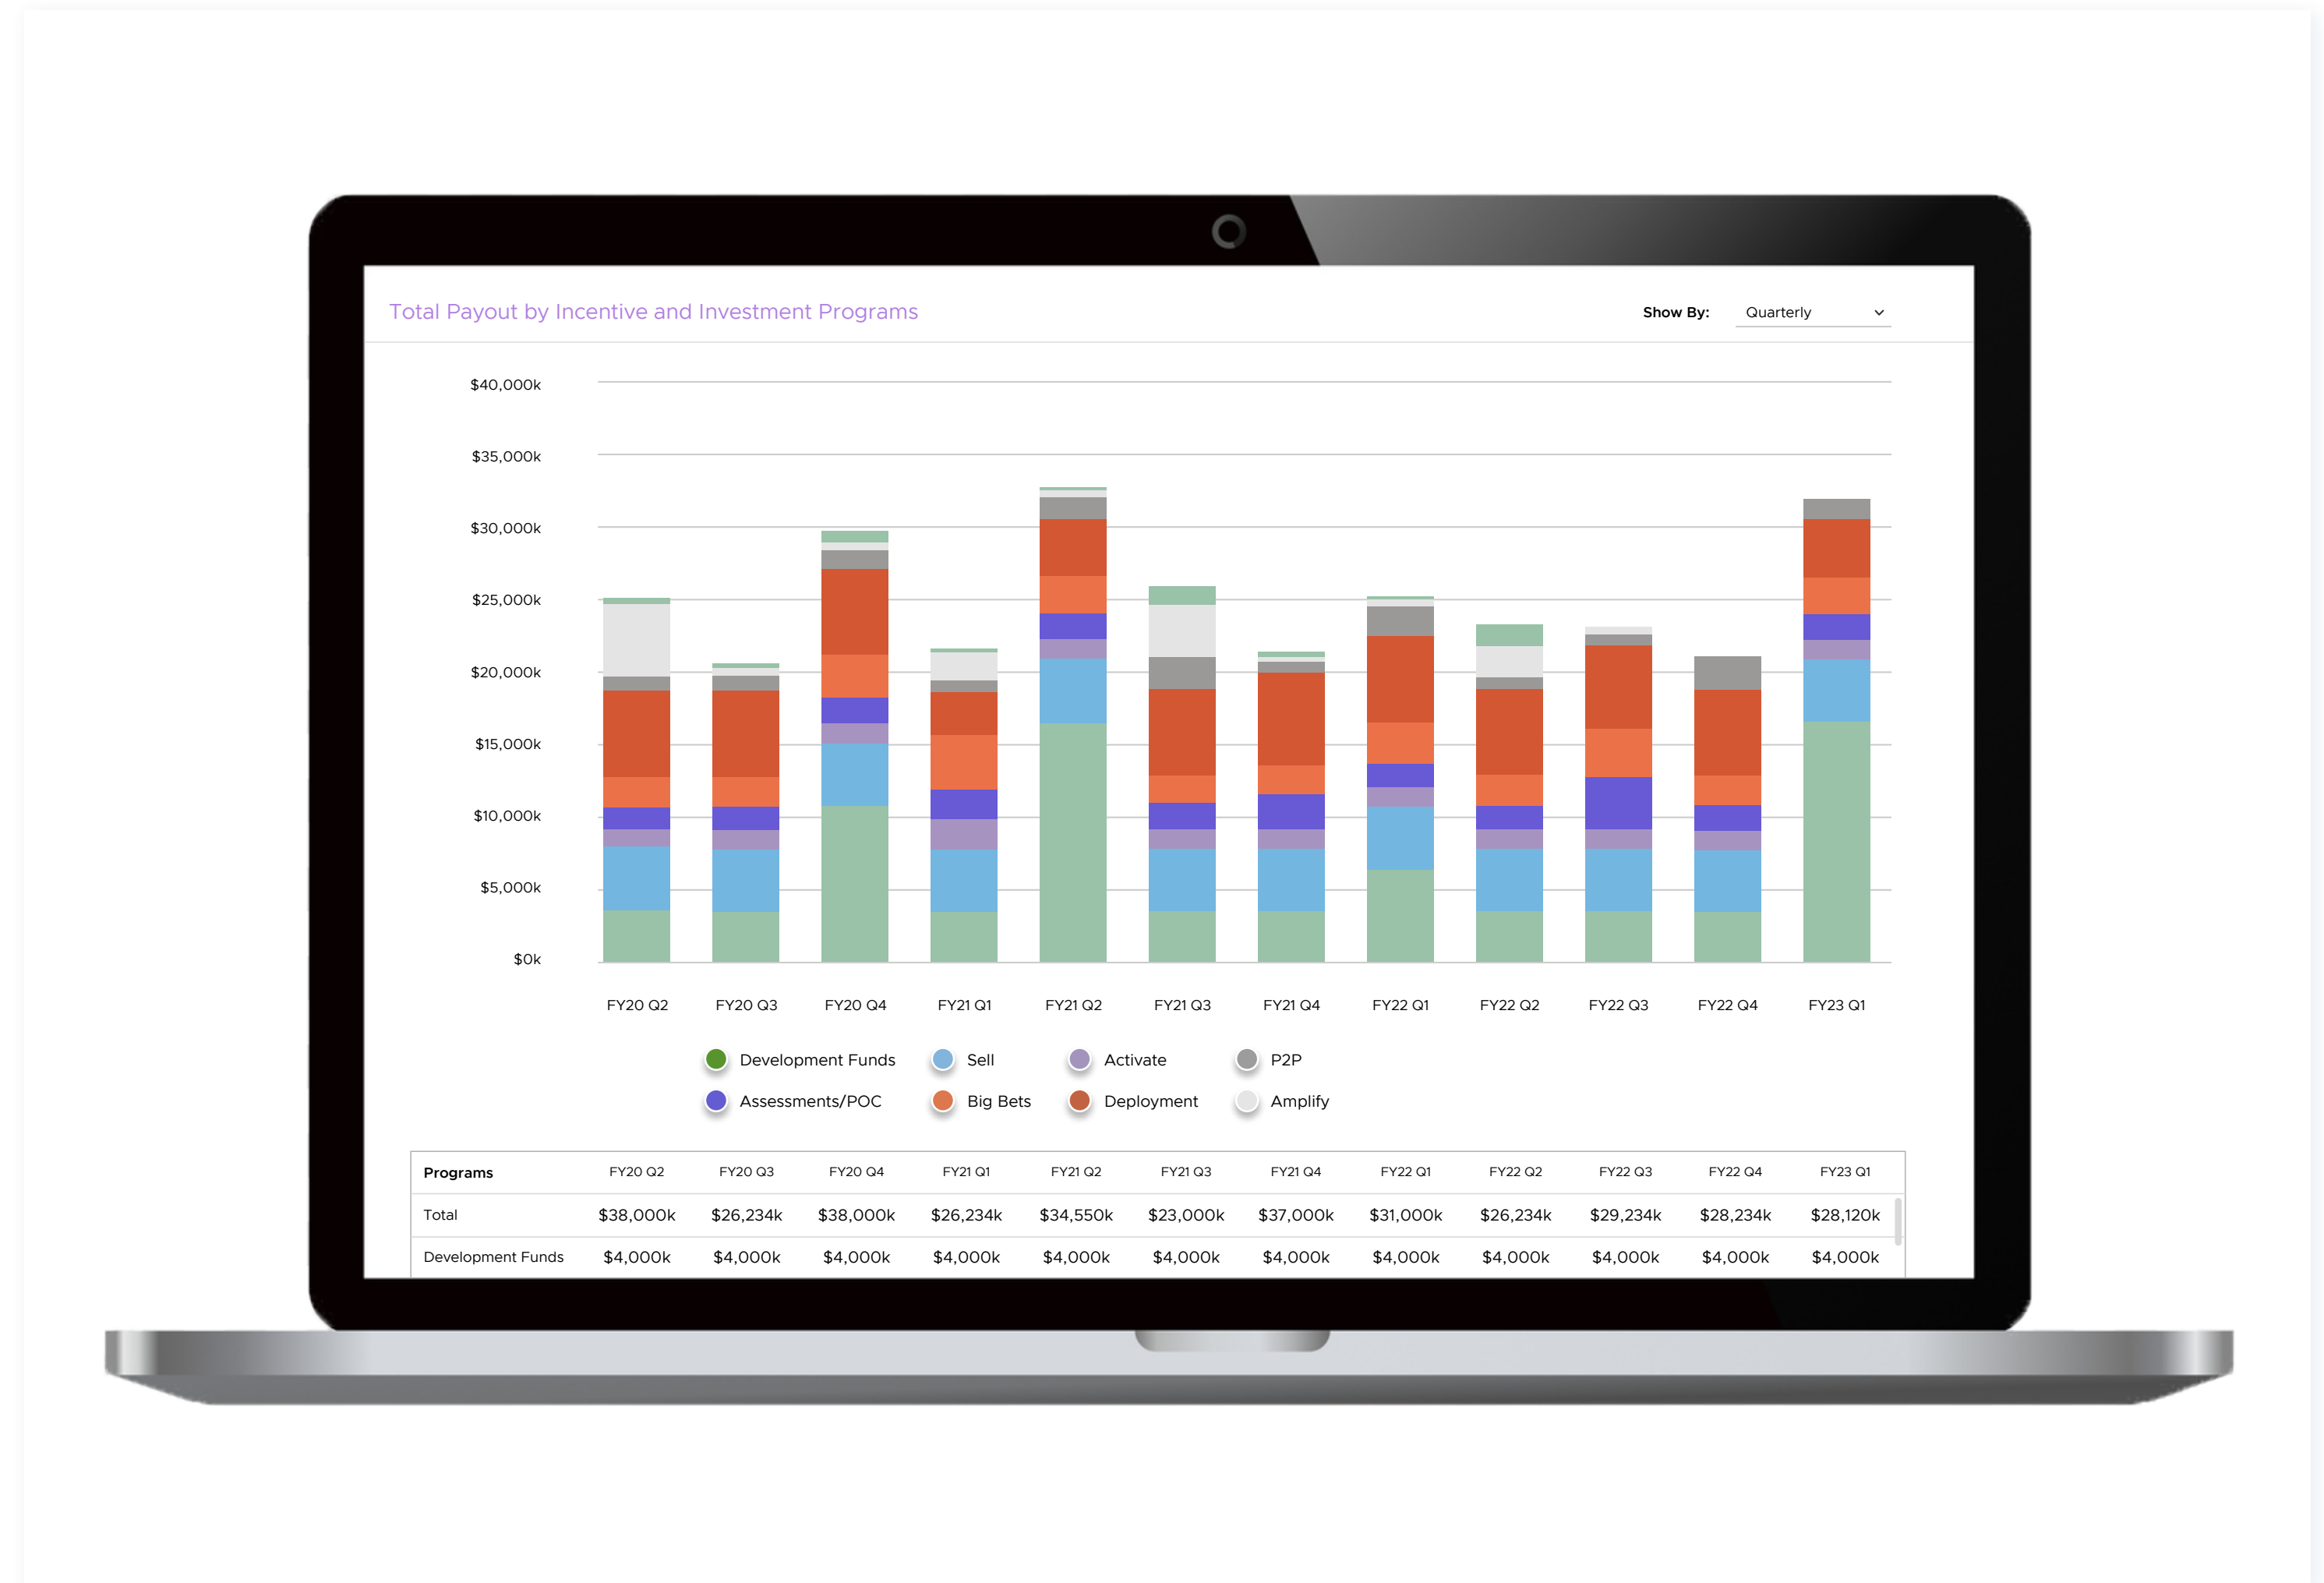 Total Payout by Incentive and Investment Programs
Show By: Quarterly
$40,000k
$35,000k
$30,000k
$25,000k
$20,000k
$15,000k
$10,000k
$5,000k
$0k
FY20 Q2 FY20 Q3 FY20 Q4 FY21 Q1 FY21 Q2 FY21 Q3 FY21 Q4 FY22 Q1 FY22 Q2 FY22 Q3 FY22 Q4 FY23 Q1
Development Funds Sell Activate P2P
Assessments/POC Big Bets Deployment Amplify
Programs FY20 Q2 FY20 Q3 FY20 Q4 FY21 Q1 FY21 Q2 FY21 Q3 FY21 Q4 FY22 Q1 FY22 Q2 FY22 Q3 FY22 Q4 FY23 Q1
Total $38,000k $26,234k $38,000k $26,234k $34,550k $23,000k $37,000k $31,000k $26,234k $29,234k $28,234k $28,120k
Development Funds $4,000k $4,000k $4,000k $4,000k $4,000k $4,000k $4,000k $4,000k $4,000k $4,000k $4,000k $4,000k